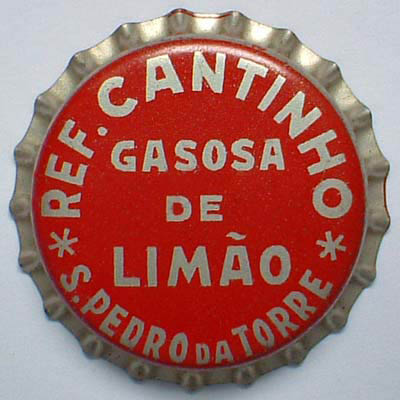 REF. CANTINHO
GASOSA
DE
LIMÃO
* S. PEDRO DA TORRE *